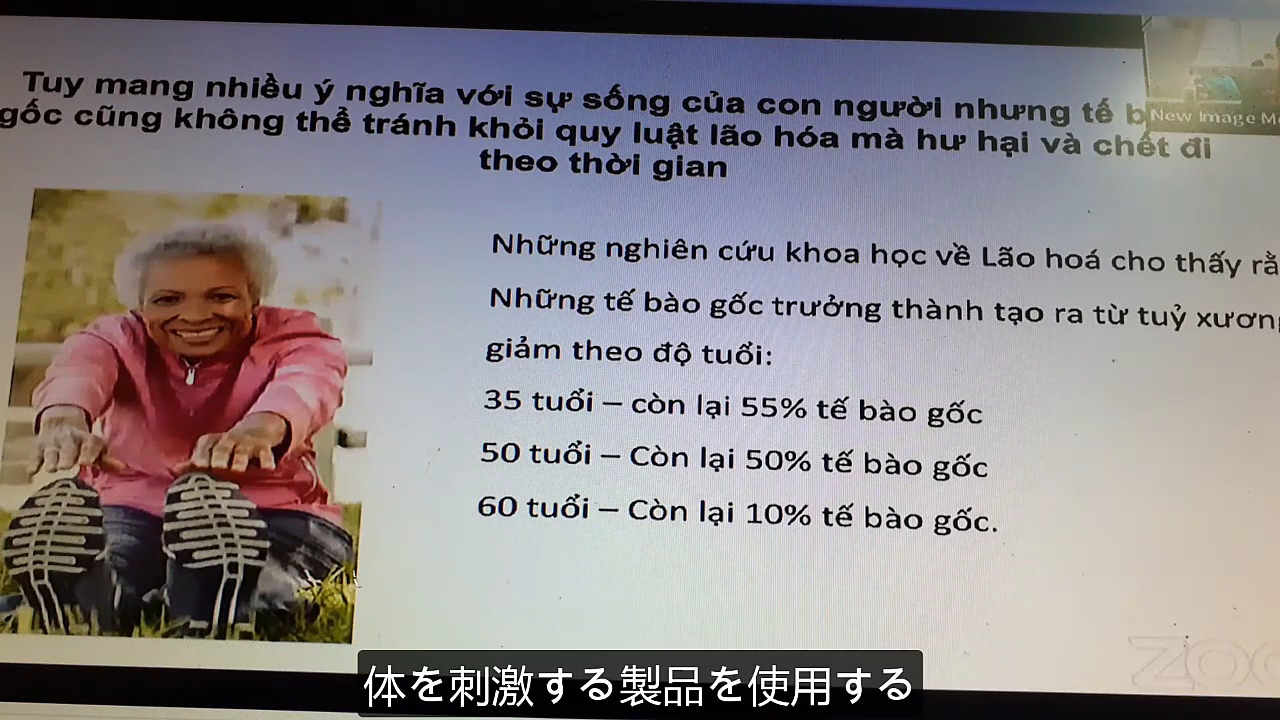 Tuy mang nhiều ý nghĩa với sự sống của con người nhưng tế
gốc cũng không thể tránh khỏi quy luật lão hóa mà hư hại và chết đi
theo thời gian
New Image
Những nghiên cứu khoa học về Lão hoá cho thấy
Những tế bào gốc trưởng thành tạo ra từ tuỷ
giảm theo độ tuổi:
35 tuổi – còn lại 55% tế bào gốc
50 tuổi – Còn lại 50% tế bào gốc
60 tuổi – Còn lại 10% tế bào gốc.
体を刺激する製品を使用する